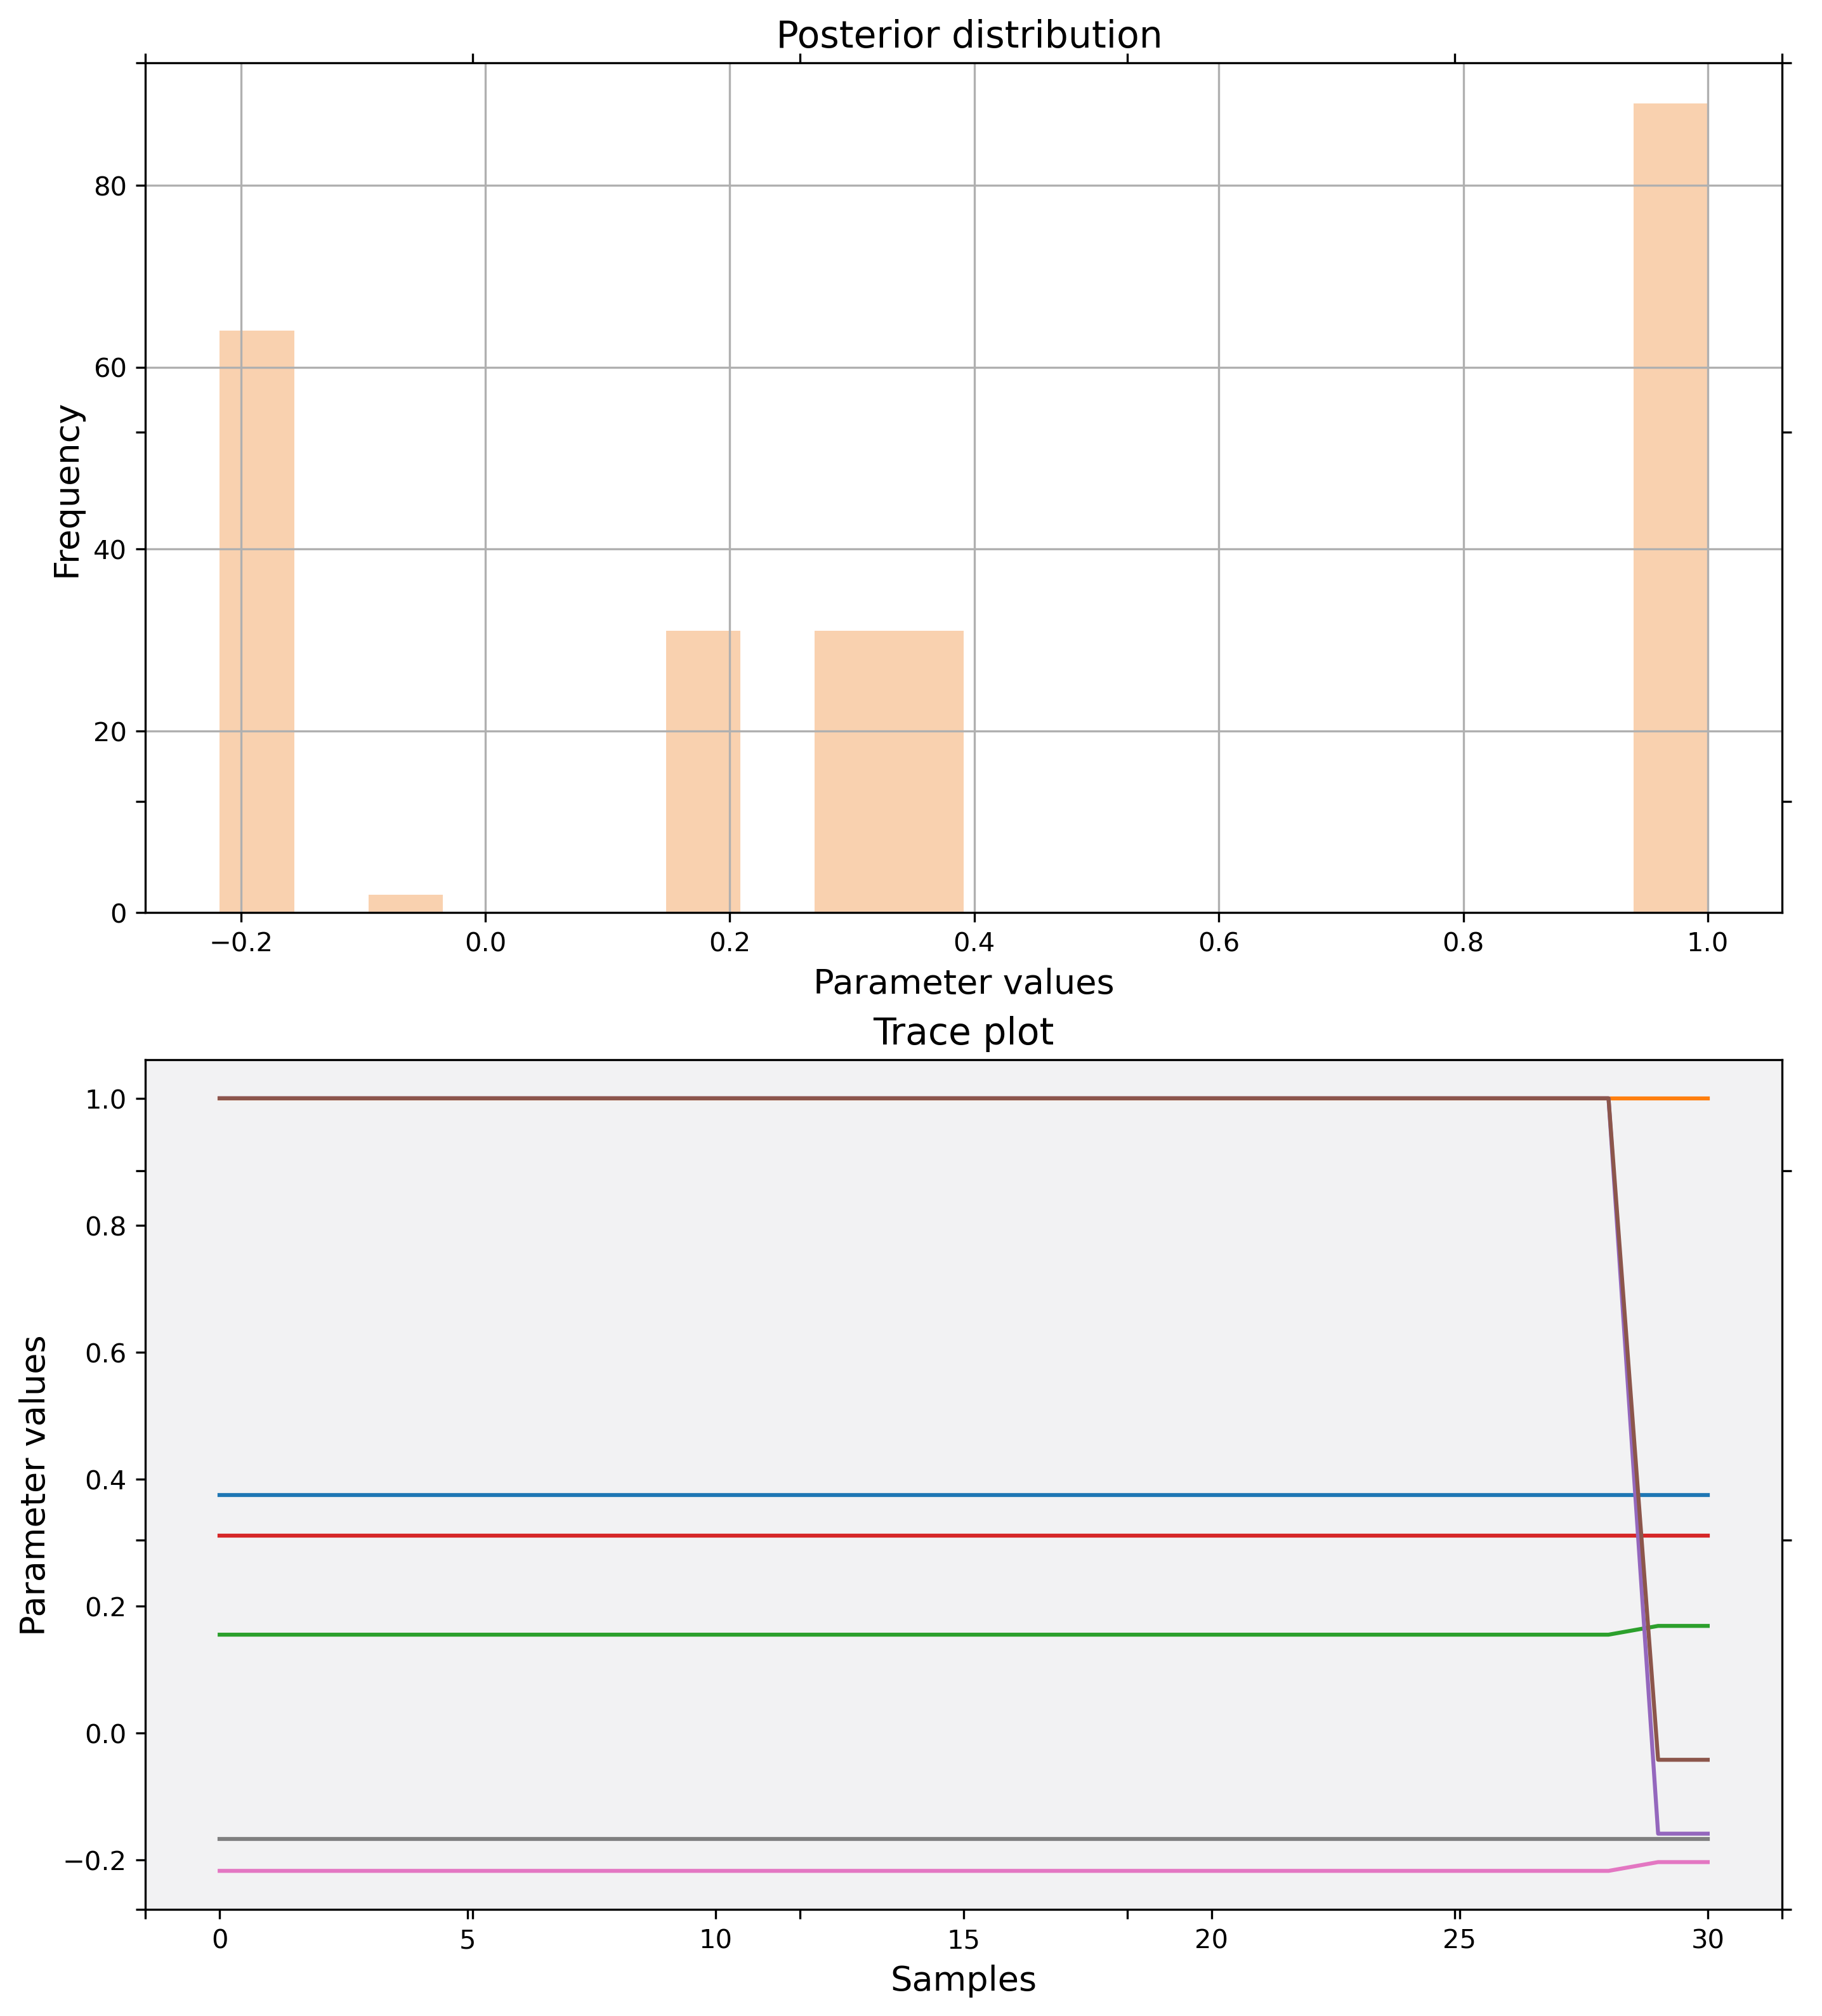 Posterior distribution
Frequency
80
60
40
20
0
−0.2 0.0 0.2 0.4 0.6 0.8 1.0
Parameter values
Trace plot
Parameter values
1.0
0.8
0.6
0.4
0.2
0.0
−0.2
0 5 10 15 20 25 30
Samples